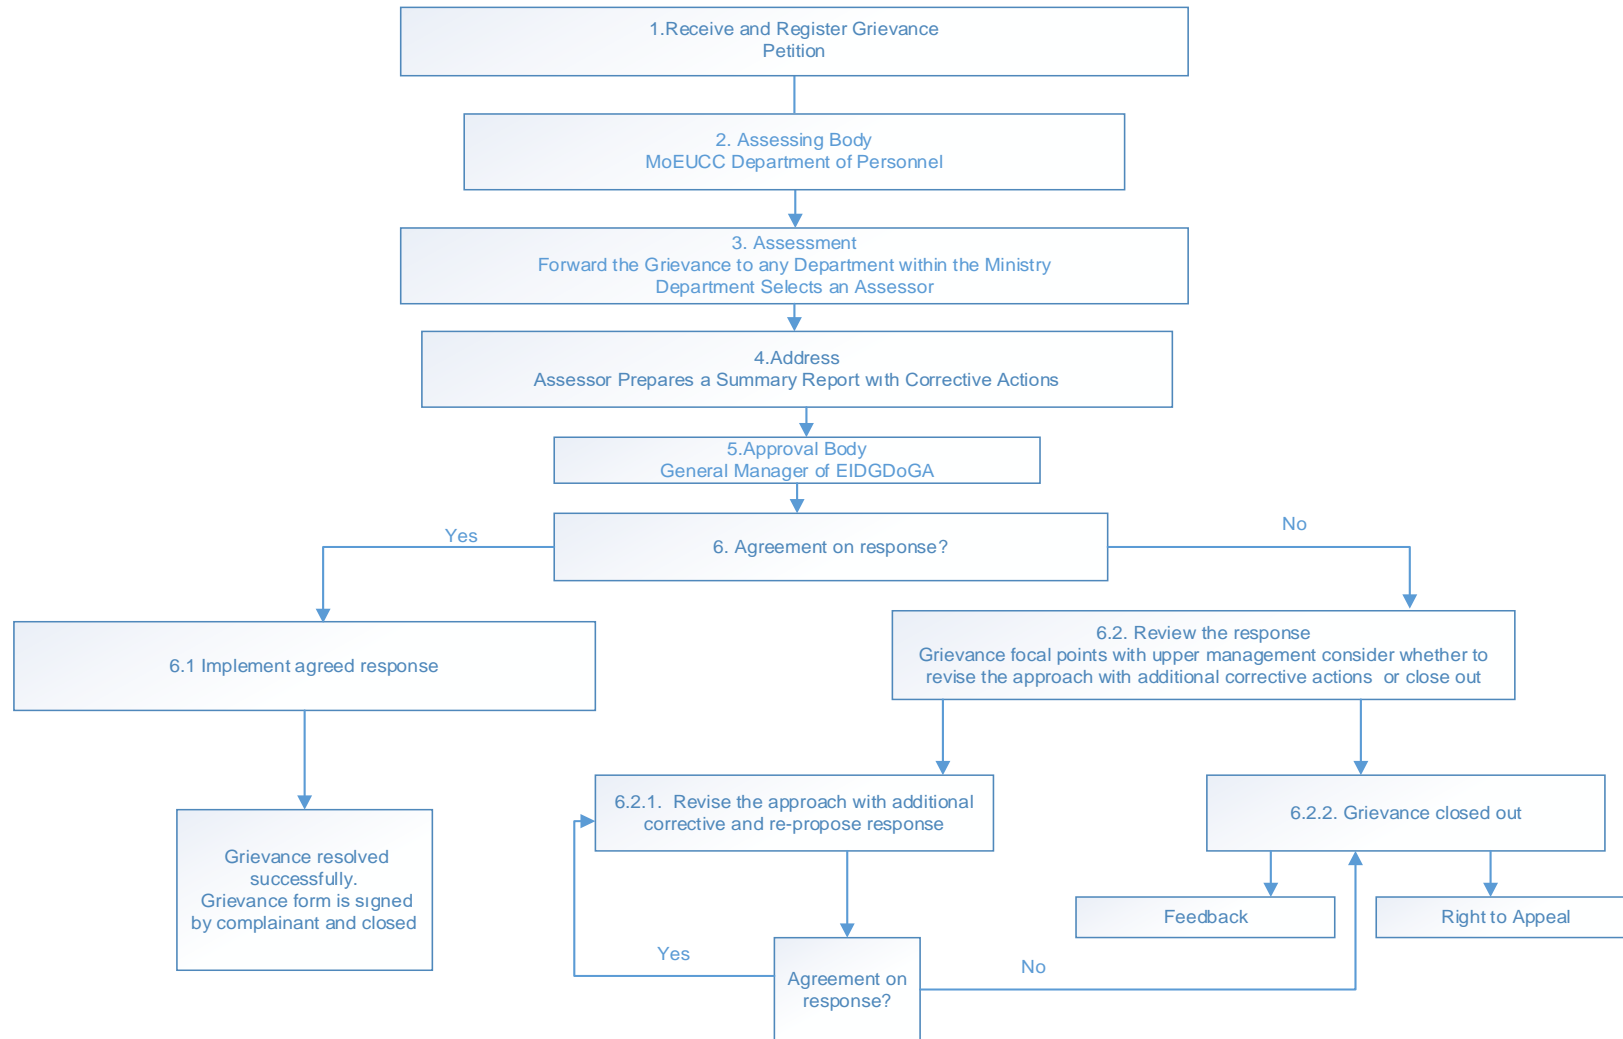 1.Receive and Register Grievance
Petition
2. Assessing Body
MoEUCC Department of Personnel
3. Assessment
Forward the Grievance to any Department within the Ministry
Department Selects an Assessor
4.Address
Assessor Prepares a Summary Report with Corrective Actions
5.Approval Body
General Manager of EIDGDoGA
6. Agreement on response?
Yes
No
6.1 Implement agreed response
6.2. Review the response
Grievance focal points with upper management consider whether to
revise the approach with additional corrective actions or close out
Grievance resolved
successfully.
Grievance form is sıgned
by complainant and closed
6.2.1. Revise the approach with additional
corrective and re-propose response
6.2.2. Grievance closed out
Feedback
Right to Appeal
Yes
No
Agreement on
response?